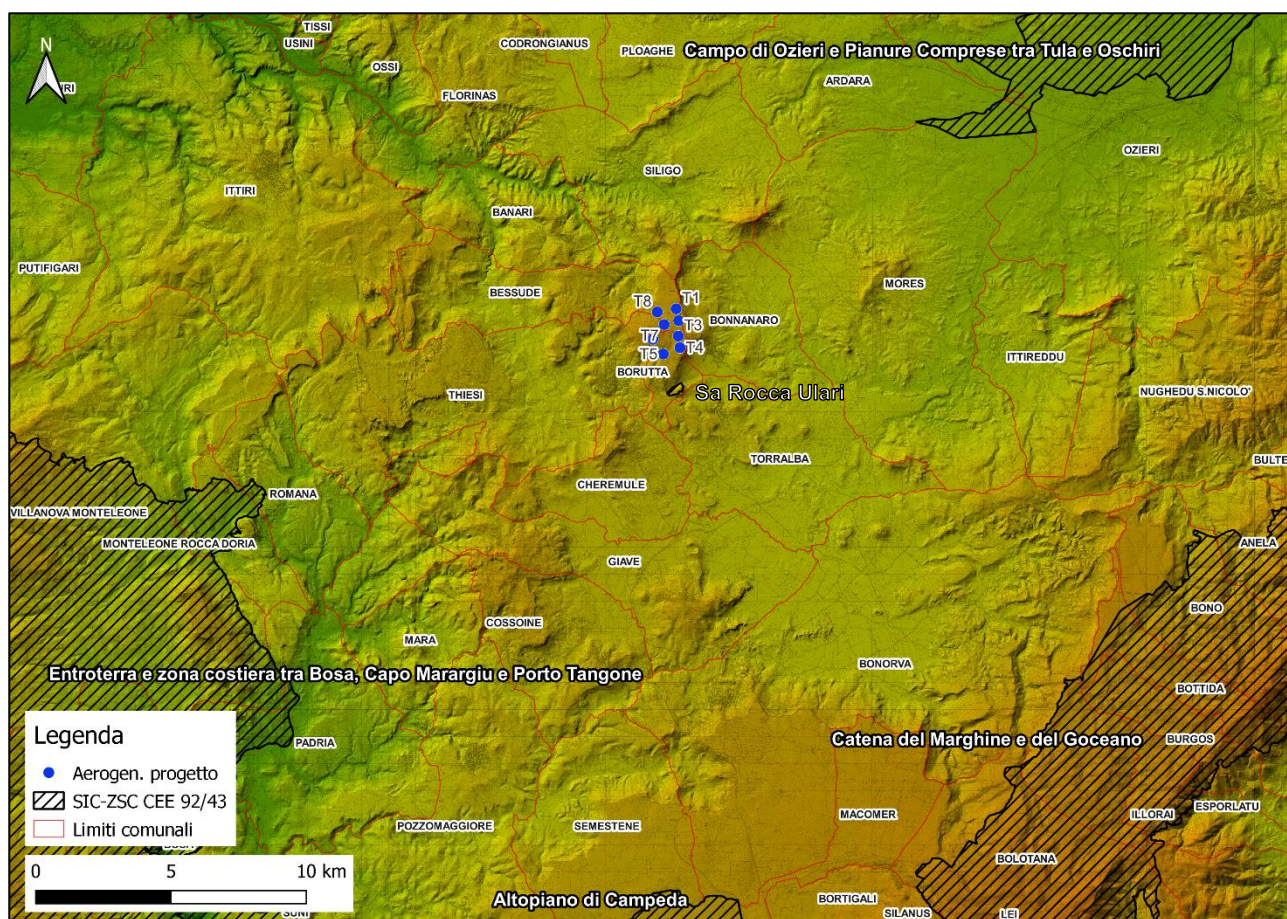 TISSI
USINI
CODRONGIANUS
PLOAGHE
Campo di Ozieri e Pianure Comprese tra Tula e Oschiri
N
OSSI
ARDARA
IRI
FLORINAS
OZIERI
SILIGO
ITTIRI
BANARI
PUTIFIGARI
MORES
BESSUDE
T8
T1
BONNANARO
T3
T7
T4
T5
ITTIREDDU
BORUTTA
Sa Rocca Ulari
THIESI
NUGHEDU S.NICOLO'
TORRALBA
BULTE
CHEREMULE
ROMANA
VILLANOVA MONTELEONE
MONTELEONE ROCCA DORIA
ANELA
GIAVE
BONO
COSSOINE
MARA
BONORVA
Entroterra e zona costiera tra Bosa, Capo Marargiu e Porto Tangone
BOTTIDA
Legenda
PADRIA
Catena del Marghine e del Goceano
BURGOS
Aerogen. progetto
SIC-ZSC CEE 92/43
Limiti comunali
ESPORLATU
MACOMER
ILLORAI
POZZOMAGGIORE
SEMESTENE
0 5 10 km
BOLOTANA
Altopiano di Campeda
BORTIGALI
SUNI
SILANUS
LEI